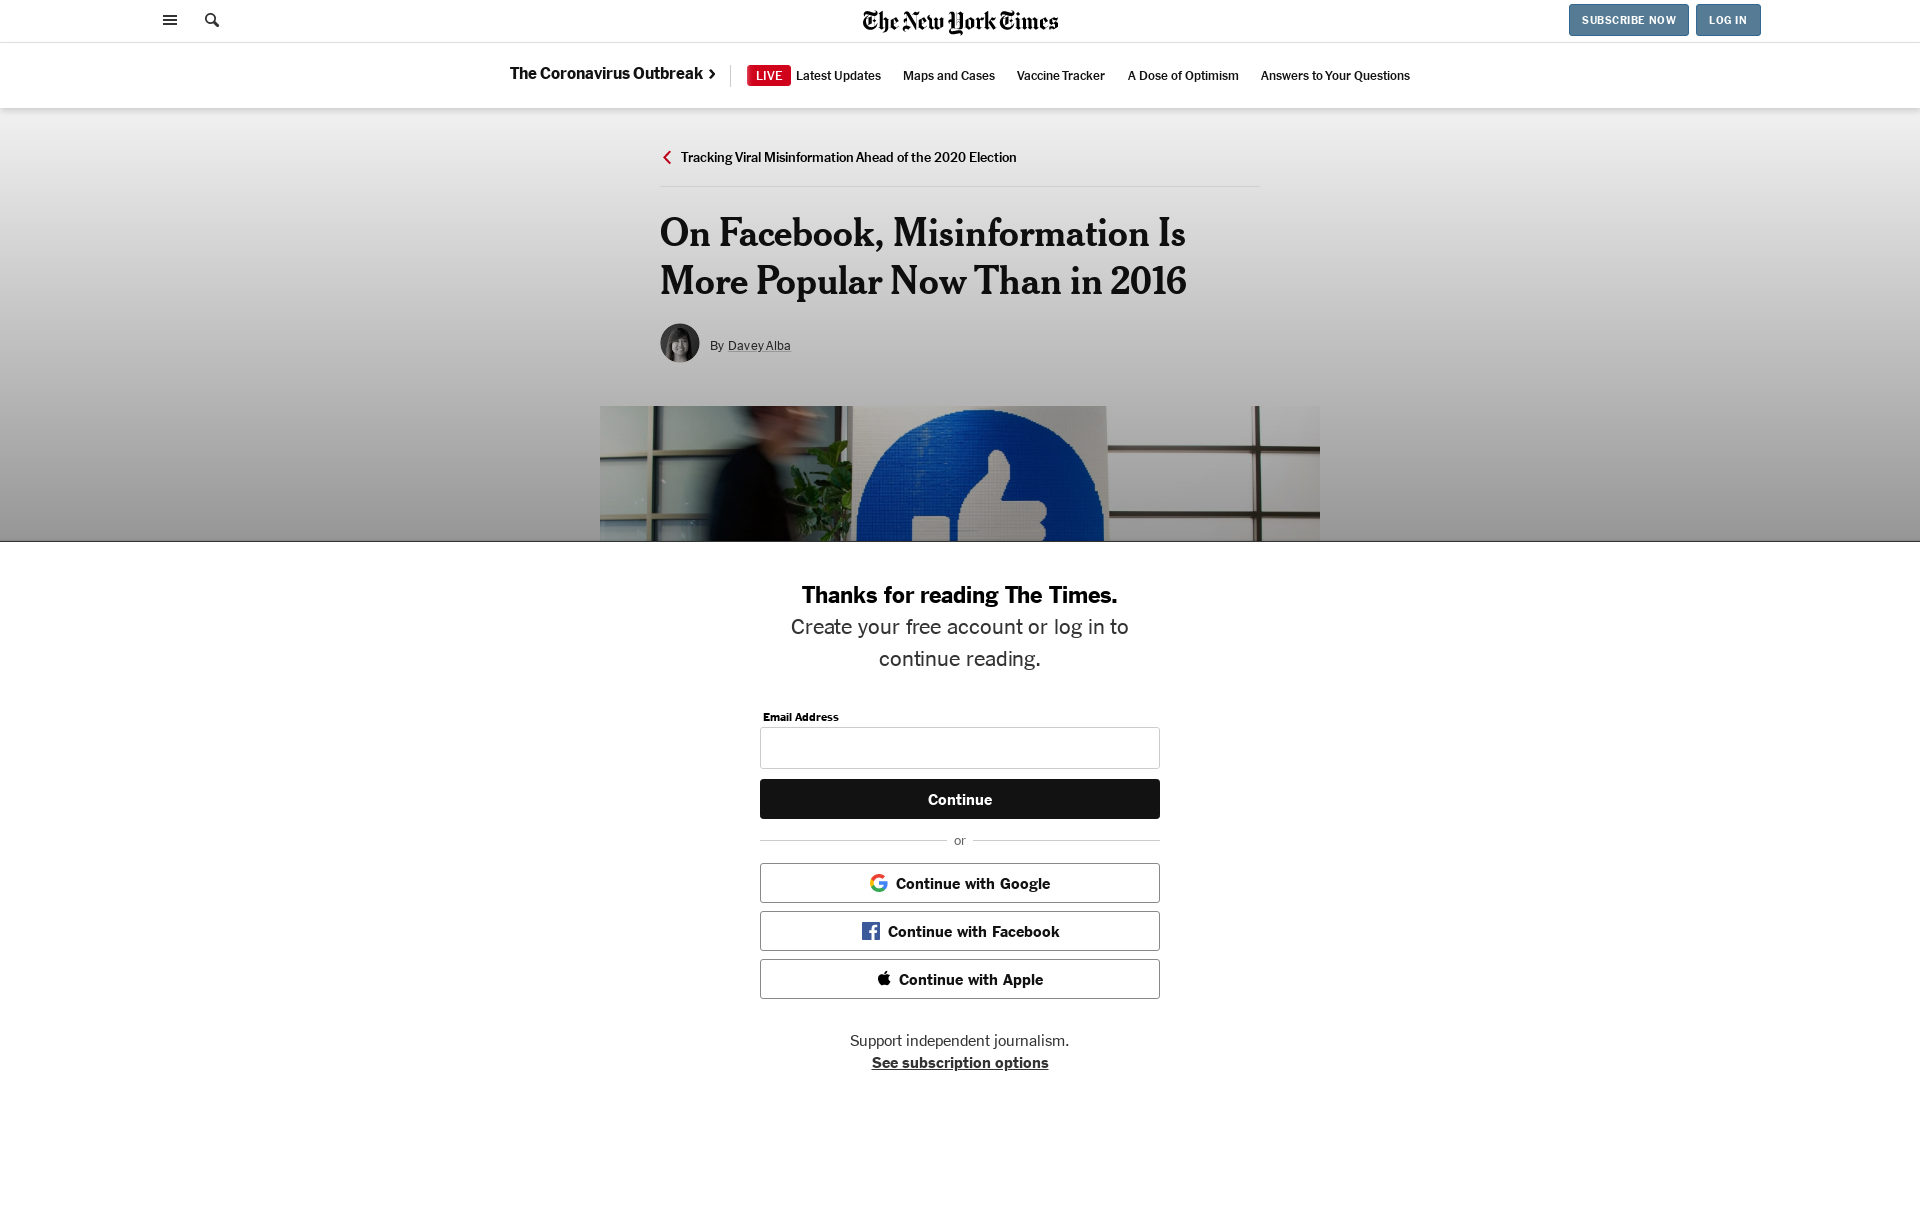 The New York Times
SUBSCRIBE NOW
LOG IN
The Coronavirus Outbreak
LIVE Latest Updates
Maps and Cases
Vaccine Tracker
A Dose of Optimism
Answers to Your Questions
Tracking Viral Misinformation Ahead of the 2020 Election
On Facebook, Misinformation Is
More Popular Now Than in 2016
By Davey Alba
Thanks for reading The Times.
Create your free account or log in to
continue reading.
Email Address
Continue
or
Continue with Google
Continue with Facebook
Continue with Apple
Support independent journalism.
See subscription options